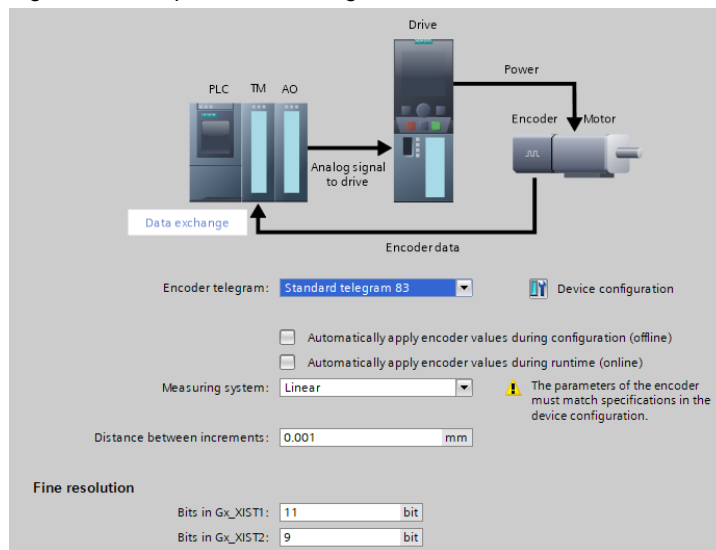 Drive
Power
PLC TM AO
Encoder Motor
Analog signal
to drive
Data exchange
Encoder data
Encoder telegram: Standard telegram 83 Device configuration
Automatically apply encoder values during configuration (offline)
Automatically apply encoder values during runtime (online)
Measuring system: Linear The parameters of the encoder
must match specifications in the
device configuration.
Distance between increments: 0.001 mm
Fine resolution
Bits in Gx_XIST1: 11 bit
Bits in Gx_XIST2: 9 bit